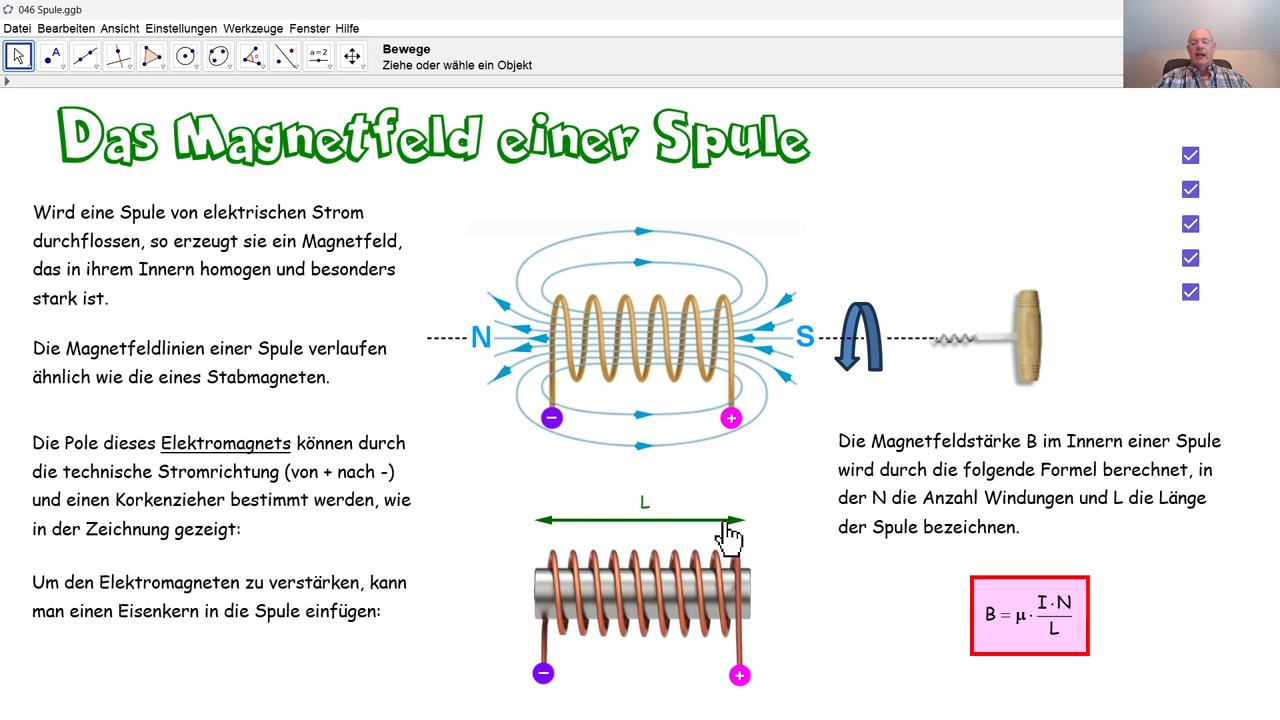 046 Spule.ggb
Datei Bearbeiten Ansicht Einstellungen Werkzeuge Fenster Hilfe
A
a=2
Bewege
Ziehe oder wähle ein Objekt
Das Magnetfeld einer Spule
Wird eine Spule von elektrischen Strom
durchflossen, so erzeugt sie ein Magnetfeld,
das in ihrem Innern homogen und besonders
stark ist.
Die Magnetfeldlinien einer Spule verlaufen
ähnlich wie die eines Stabmagneten.
Die Pole dieses Elektromagnets können durch
die technische Stromrichtung (von + nach -)
und einen Korkenzieher bestimmt werden, wie
in der Zeichnung gezeigt:
Um den Elektromagneten zu verstärken, kann
man einen Eisenkern in die Spule einfügen:
N
S
− +
L
− +
Die Magnetfeldstärke B im Innern einer Spule
wird durch die folgende Formel berechnet, in
der N die Anzahl Windungen und L die Länge
der Spule bezeichnen.
B = μ · I·N / L